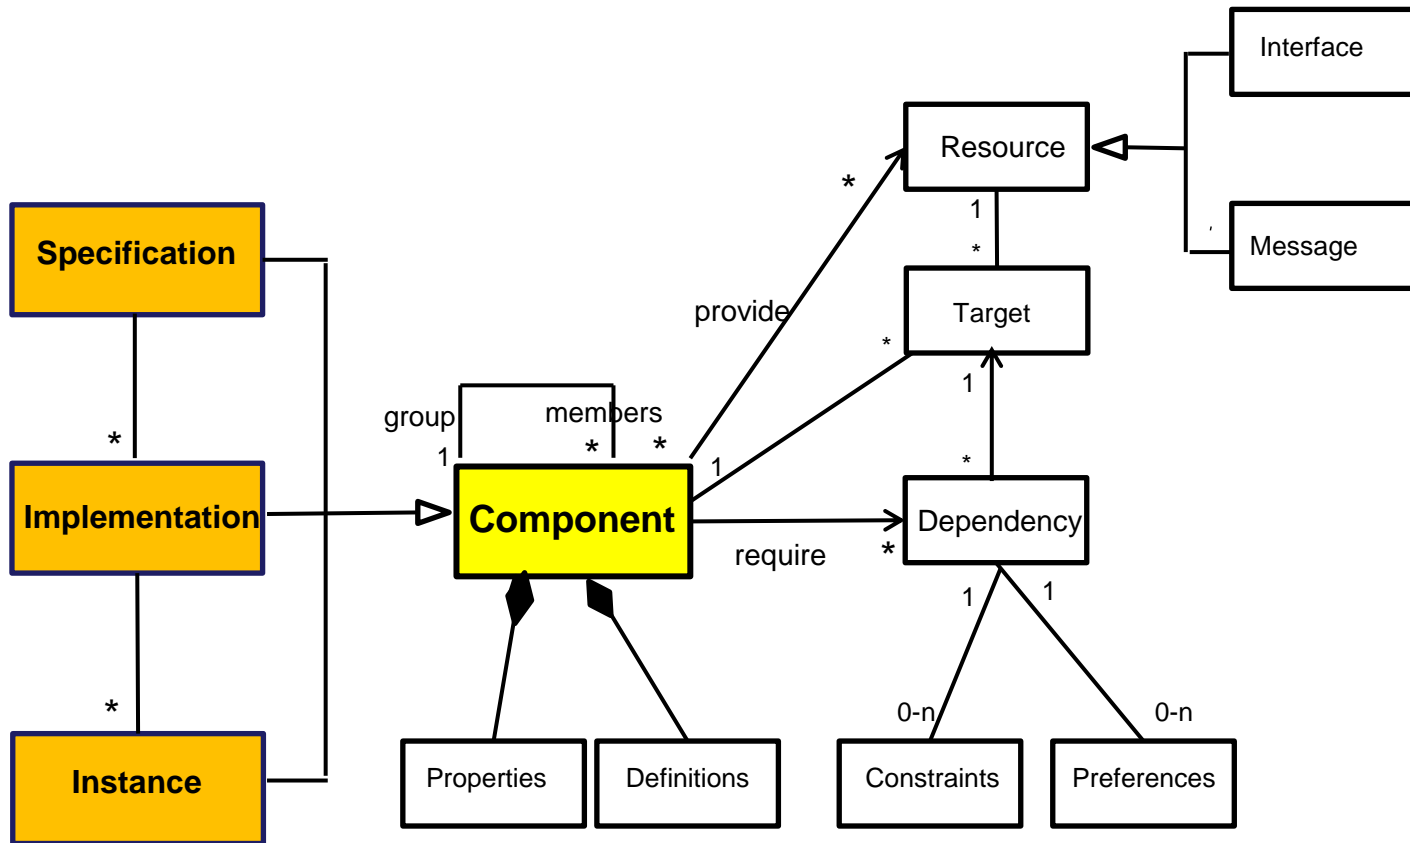 Interface
Resource
*
1
Specification
*
Message
provide
Target
*
1
group
members
*
*
*
1
*
1
*
Implementation
Component
Dependency
require
*
1
1
*
0-n
0-n
Instance
Properties
Definitions
Constraints
Preferences